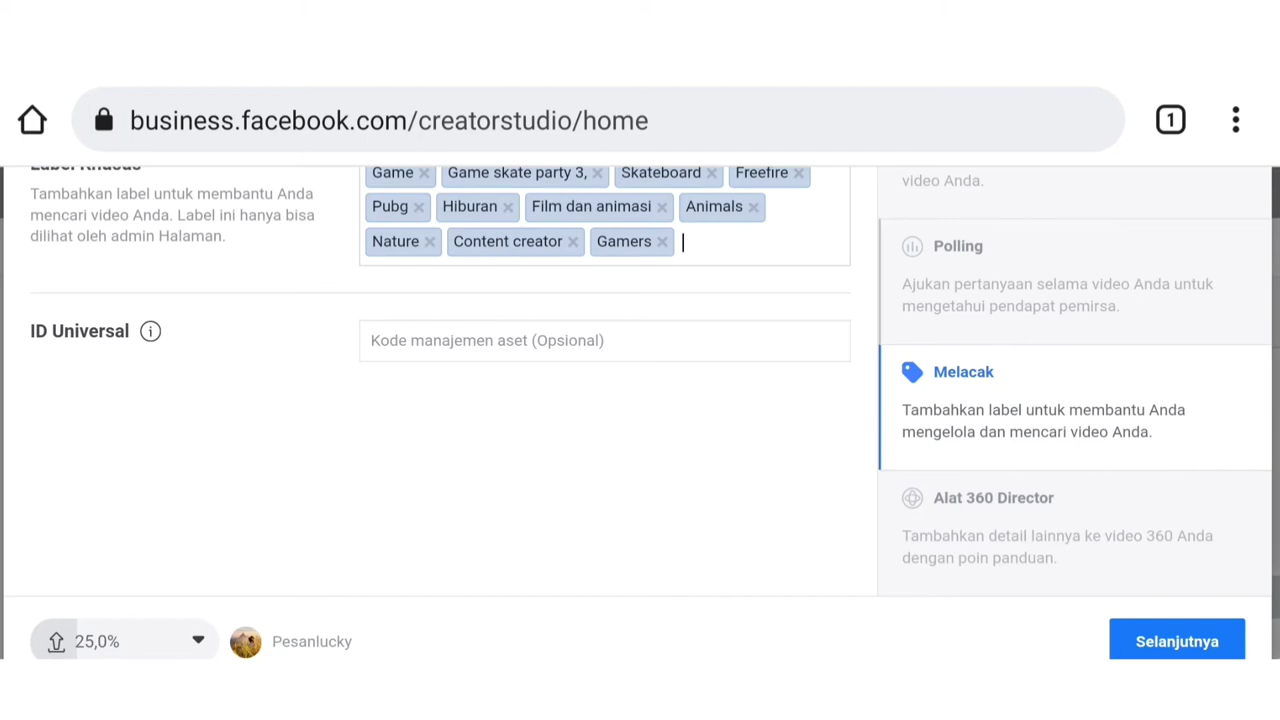 business.facebook.com/creatorstudio/home
1
Label Khusus
Tambahkan label untuk membantu Anda
mencari video Anda. Label ini hanya bisa
dilihat oleh admin Halaman.
Game × Game skate party 3, × Skateboard × Freefire ×
Pubg × Hiburan × Film dan animasi × Animals ×
Nature × Content creator × Gamers ×
ID Universal
Kode manajemen aset (Opsional)
video Anda.
Polling
Ajukan pertanyaan selama video Anda untuk
mengetahui pendapat pemirsa.
Melacak
Tambahkan label untuk membantu Anda
mengelola dan mencari video Anda.
Alat 360 Director
Tambahkan detail lainnya ke video 360 Anda
dengan poin panduan.
25,0%
Pesanlucky
Selanjutnya